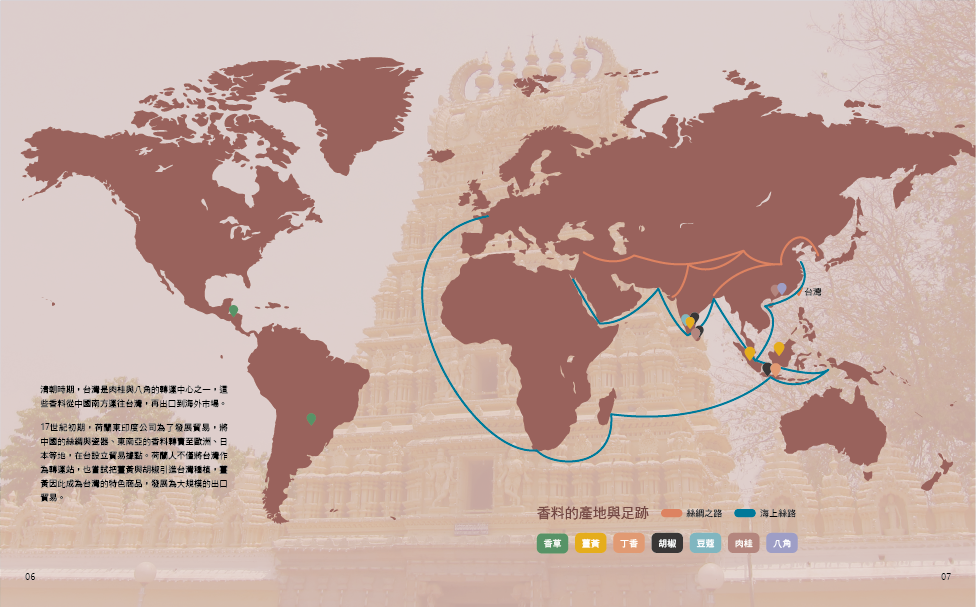 台灣
清朝時期，台灣是肉桂與八角的轉運中心之一，這
些香料從中國南方運往台灣，再出口到海外市場。
17世紀初期，荷蘭東印度公司為了發展貿易，將
中國的絲綢與瓷器、東南亞的香料轉賣至歐洲、日
本等地，在台設立貿易據點。荷蘭人不僅將台灣作
為轉運站，也嘗試把薑黃與胡椒引進台灣種植，薑
黃因此成為台灣的特色商品，發展為大規模的出口
貿易。
香料的產地與足跡 絲綢之路 海上絲路
香草 薑黃 丁香 胡椒 豆蔻 肉桂 八角
06 07